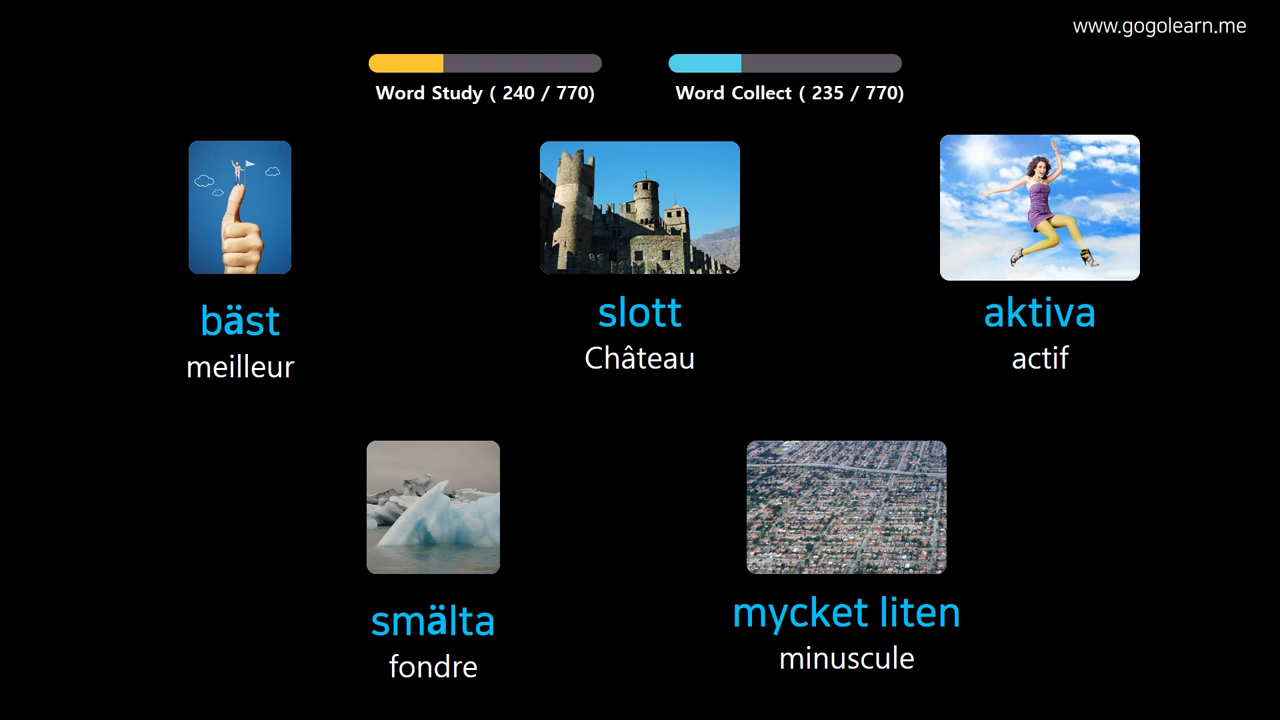 www.gogolearn.me
Word Study ( 240 / 770)
Word Collect ( 235 / 770)
bäst
meilleur
slott
Château
aktiva
actif
smälta
fondre
mycket liten
minuscule